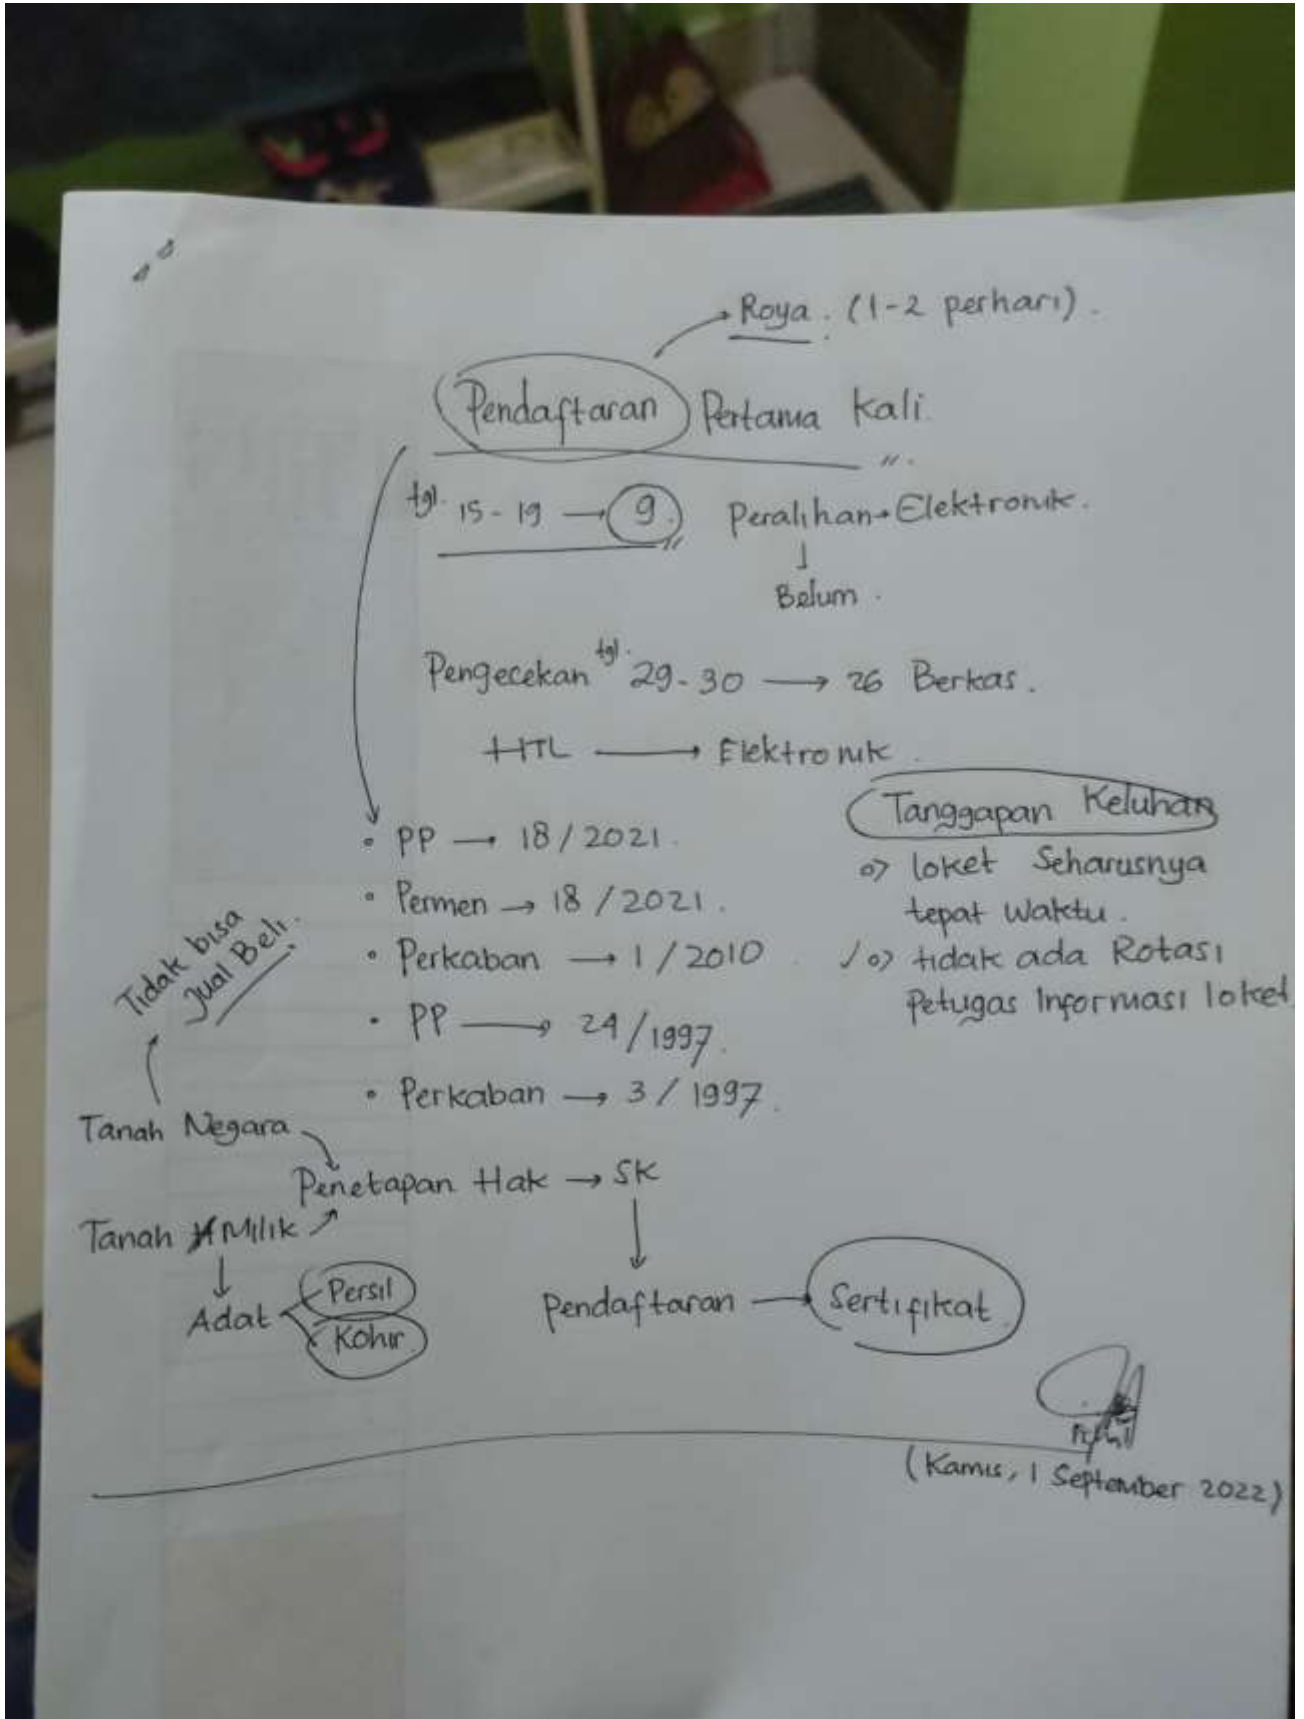 Roya. (1-2 perhari).
Pendaftaran Pertama Kali.
tgl. 15-19 → 9. Peralihan → Elektronik.
Belum.
Pengecekan tgl. 29-30 → 26 Berkas.
HTL → Elektronik.
• PP → 18/2021.
• Permen → 18/2021.
• Perkaban → 1/2010.
• PP → 24/1997.
• Perkaban → 3/1997.
Tanggapan Keluhan
loket Seharusnya
tepat waktu.
tidak ada Rotasi
Petugas Informasi loket
Tidak bisa
Jual Beli.
Tanah Negara
Penetapan Hak → SK
Tanah Milik
Adat
Persil
Kohir
Pendaftaran → Sertifikat
(Kamis, 1 September 2022)